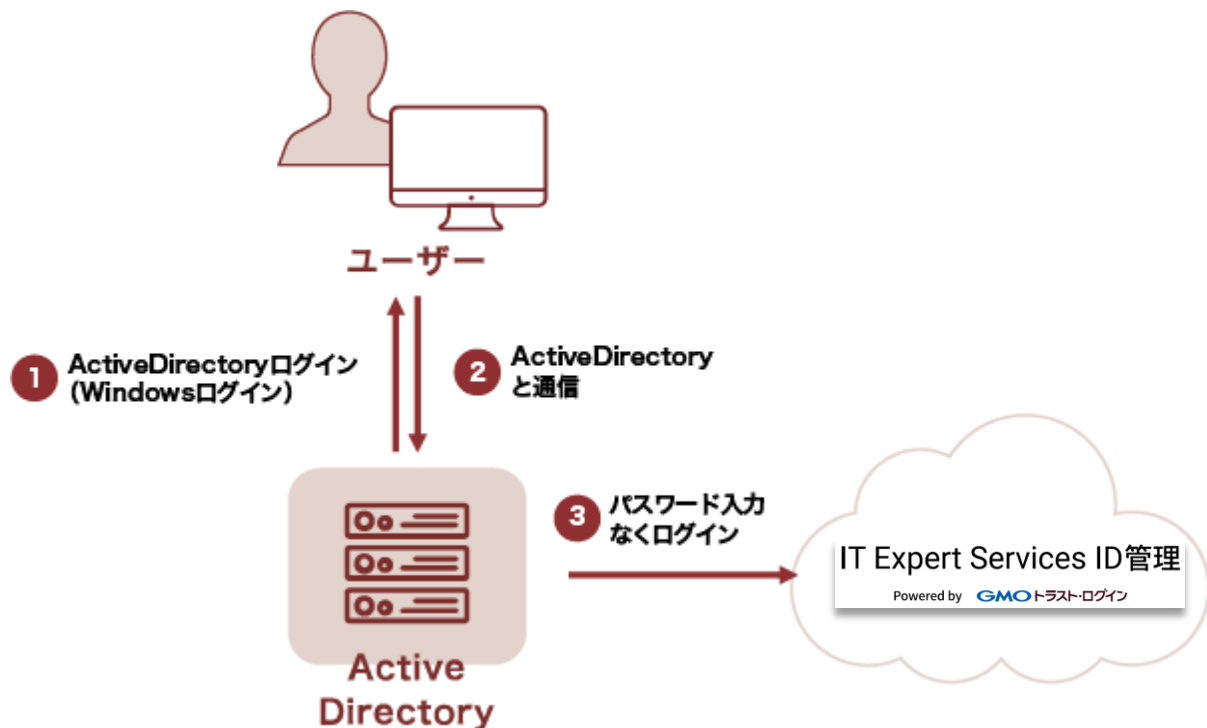 ユーザー
1
ActiveDirectoryログイン
(Windowsログイン)
2
ActiveDirectory
と通信
3
パスワード入力
なくログイン
IT Expert Services ID管理
Powered by GMOトラスト・ログイン
Active
Directory